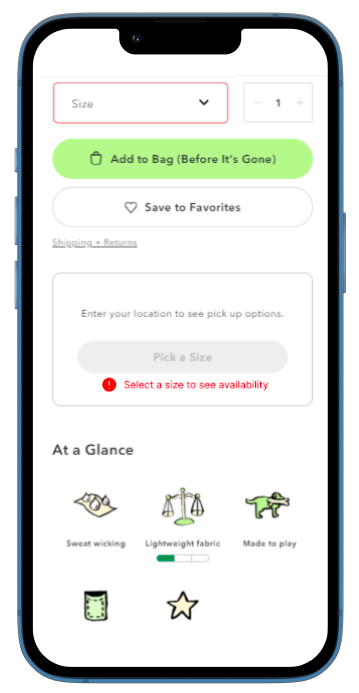 Size
1
Add to Bag (Before It's Gone)
Save to Favorites
Shipping + Returns
Enter your location to see pick up options.
Pick a Size
Select a size to see availability
At a Glance
Sweat wicking
Lightweight fabric
Made to play